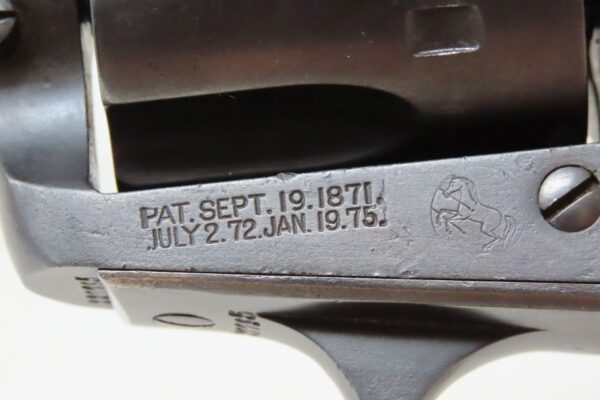 PAT. SEPT. 19. 1871.
JULY 2. 72. JAN. 19. 75.